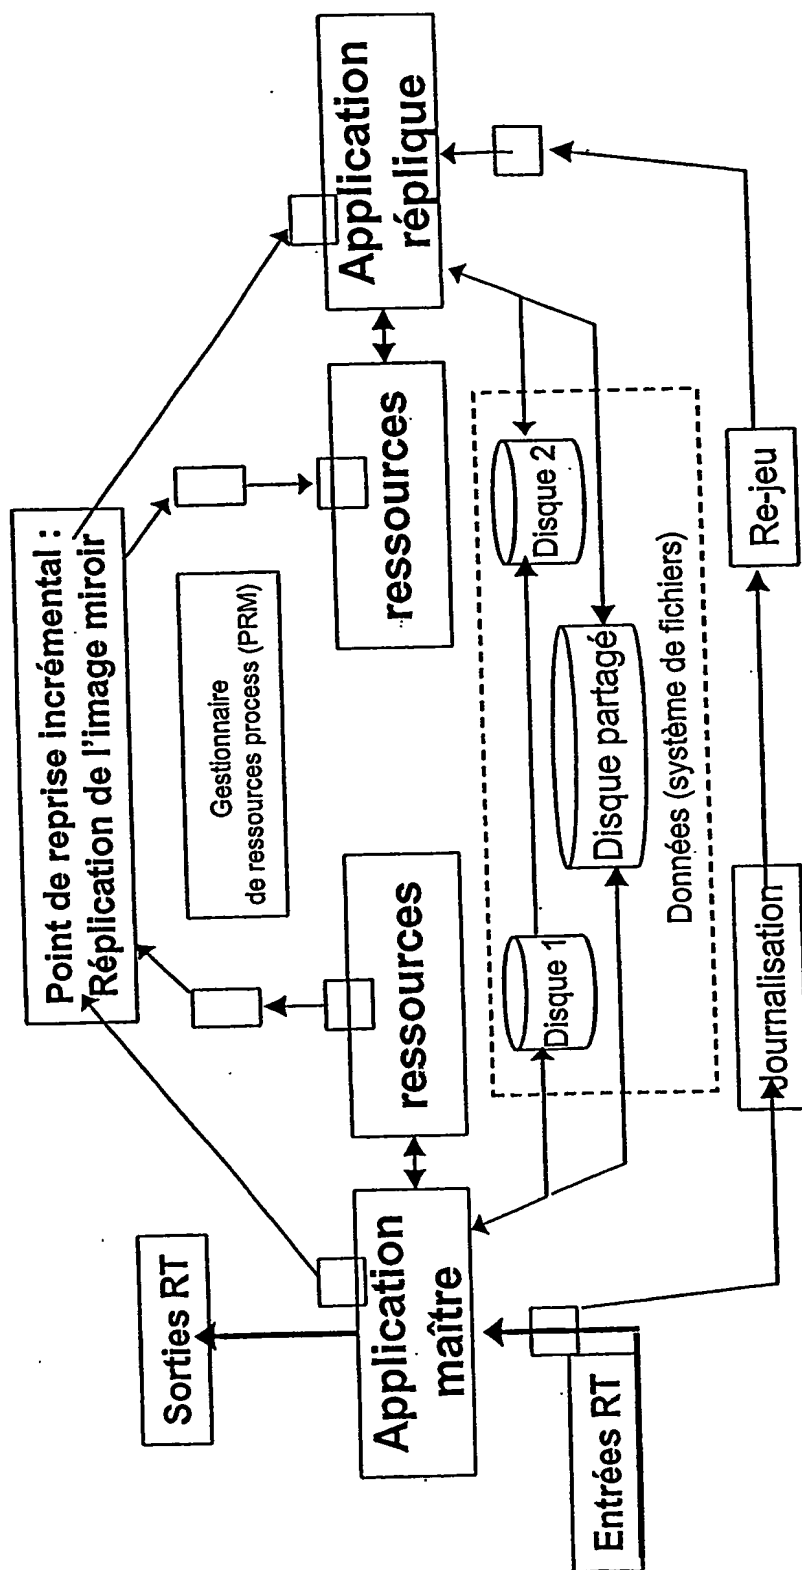 Point de reprise incrémental :
Réplication de l'image miroir
Sorties RT
Gestionnaire
de ressources process (PRM)
Application
maître
ressources
ressources
Application
réplique
Disque 1
Disque 2
Disque partagé
Données (système de fichiers)
Entrées RT
Journalisation
Re-jeu